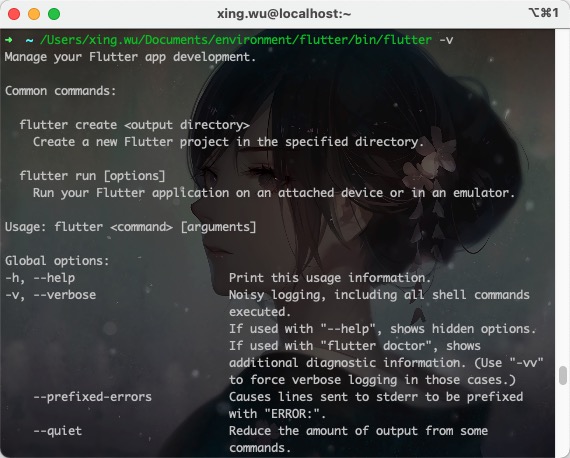 xing.wu@localhost:~
⌥⌘1
➜ ~ /Users/xing.wu/Documents/environment/flutter/bin/flutter -v
Manage your Flutter app development.
Common commands:
flutter create <output directory>
Create a new Flutter project in the specified directory.
flutter run [options]
Run your Flutter application on an attached device or in an emulator.
Usage: flutter <command> [arguments]
Global options:
-h, --help Print this usage information.
-v, --verbose Noisy logging, including all shell commands
executed.
If used with "--help", shows hidden options.
If used with "flutter doctor", shows
additional diagnostic information. (Use "-vv"
to force verbose logging in those cases.)
--prefixed-errors Causes lines sent to stderr to be prefixed
with "ERROR:".
--quiet Reduce the amount of output from some
commands.